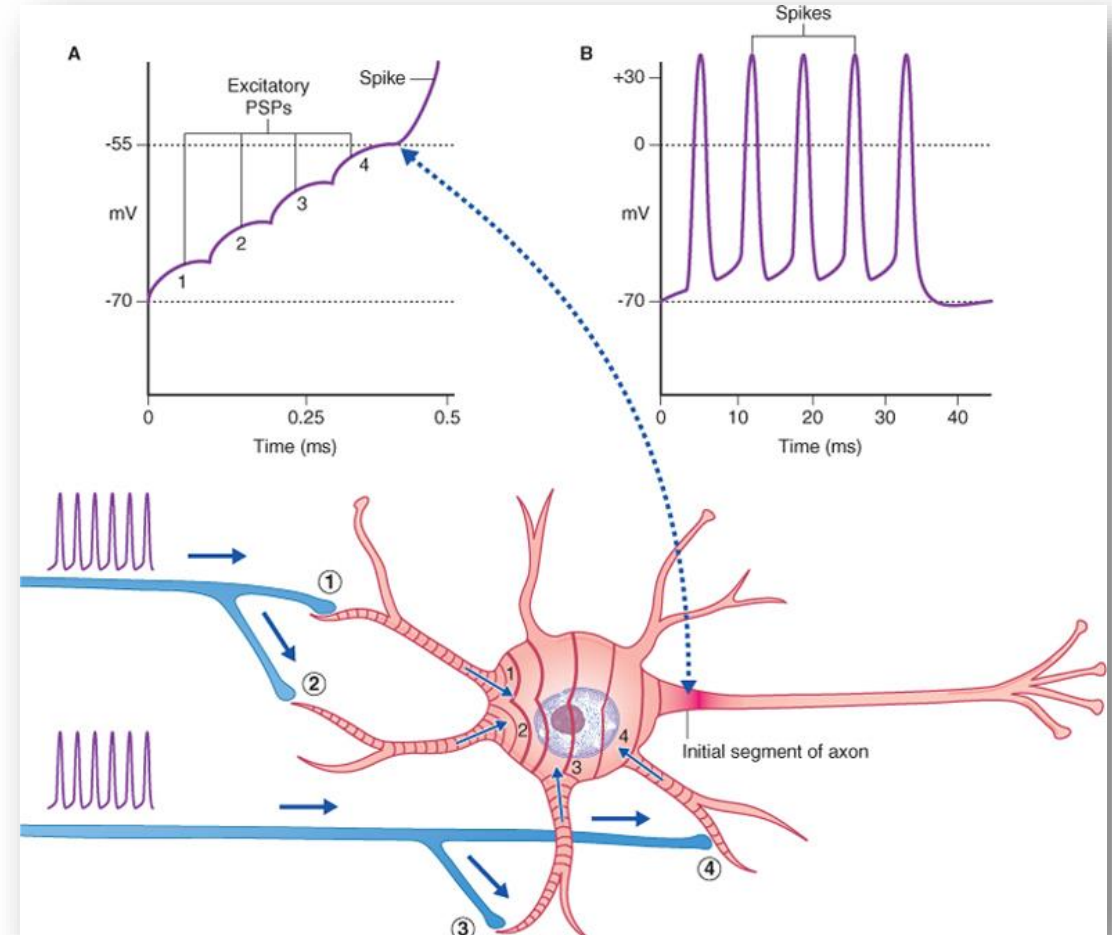 A
Excitatory
PSPs
Spike
-55
mV
-70
1
2
3
4
0
0.25
0.5
Time (ms)
B
Spikes
+30
0
mV
-70
0
10
20
30
40
Time (ms)
1
2
1
2
3
4
Initial segment of axon
4
3